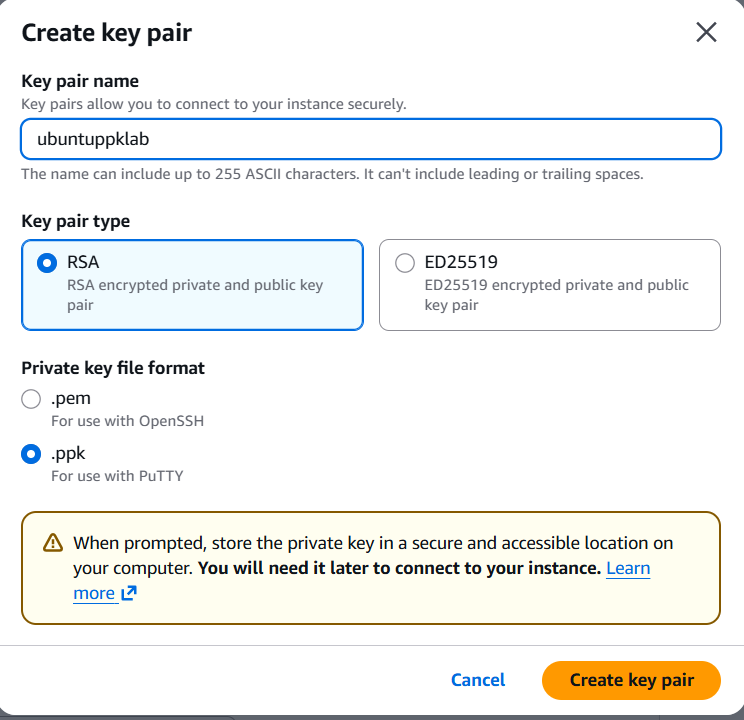 Create key pair
Key pair name
Key pairs allow you to connect to your instance securely.
ubuntuppklab
The name can include up to 255 ASCII characters. It can't include leading or trailing spaces.
Key pair type
RSA
RSA encrypted private and public key
pair
ED25519
ED25519 encrypted private and public
key pair
Private key file format
.pem
For use with OpenSSH
.ppk
For use with PuTTY
When prompted, store the private key in a secure and accessible location on
your computer. You will need it later to connect to your instance. Learn
more
Cancel
Create key pair